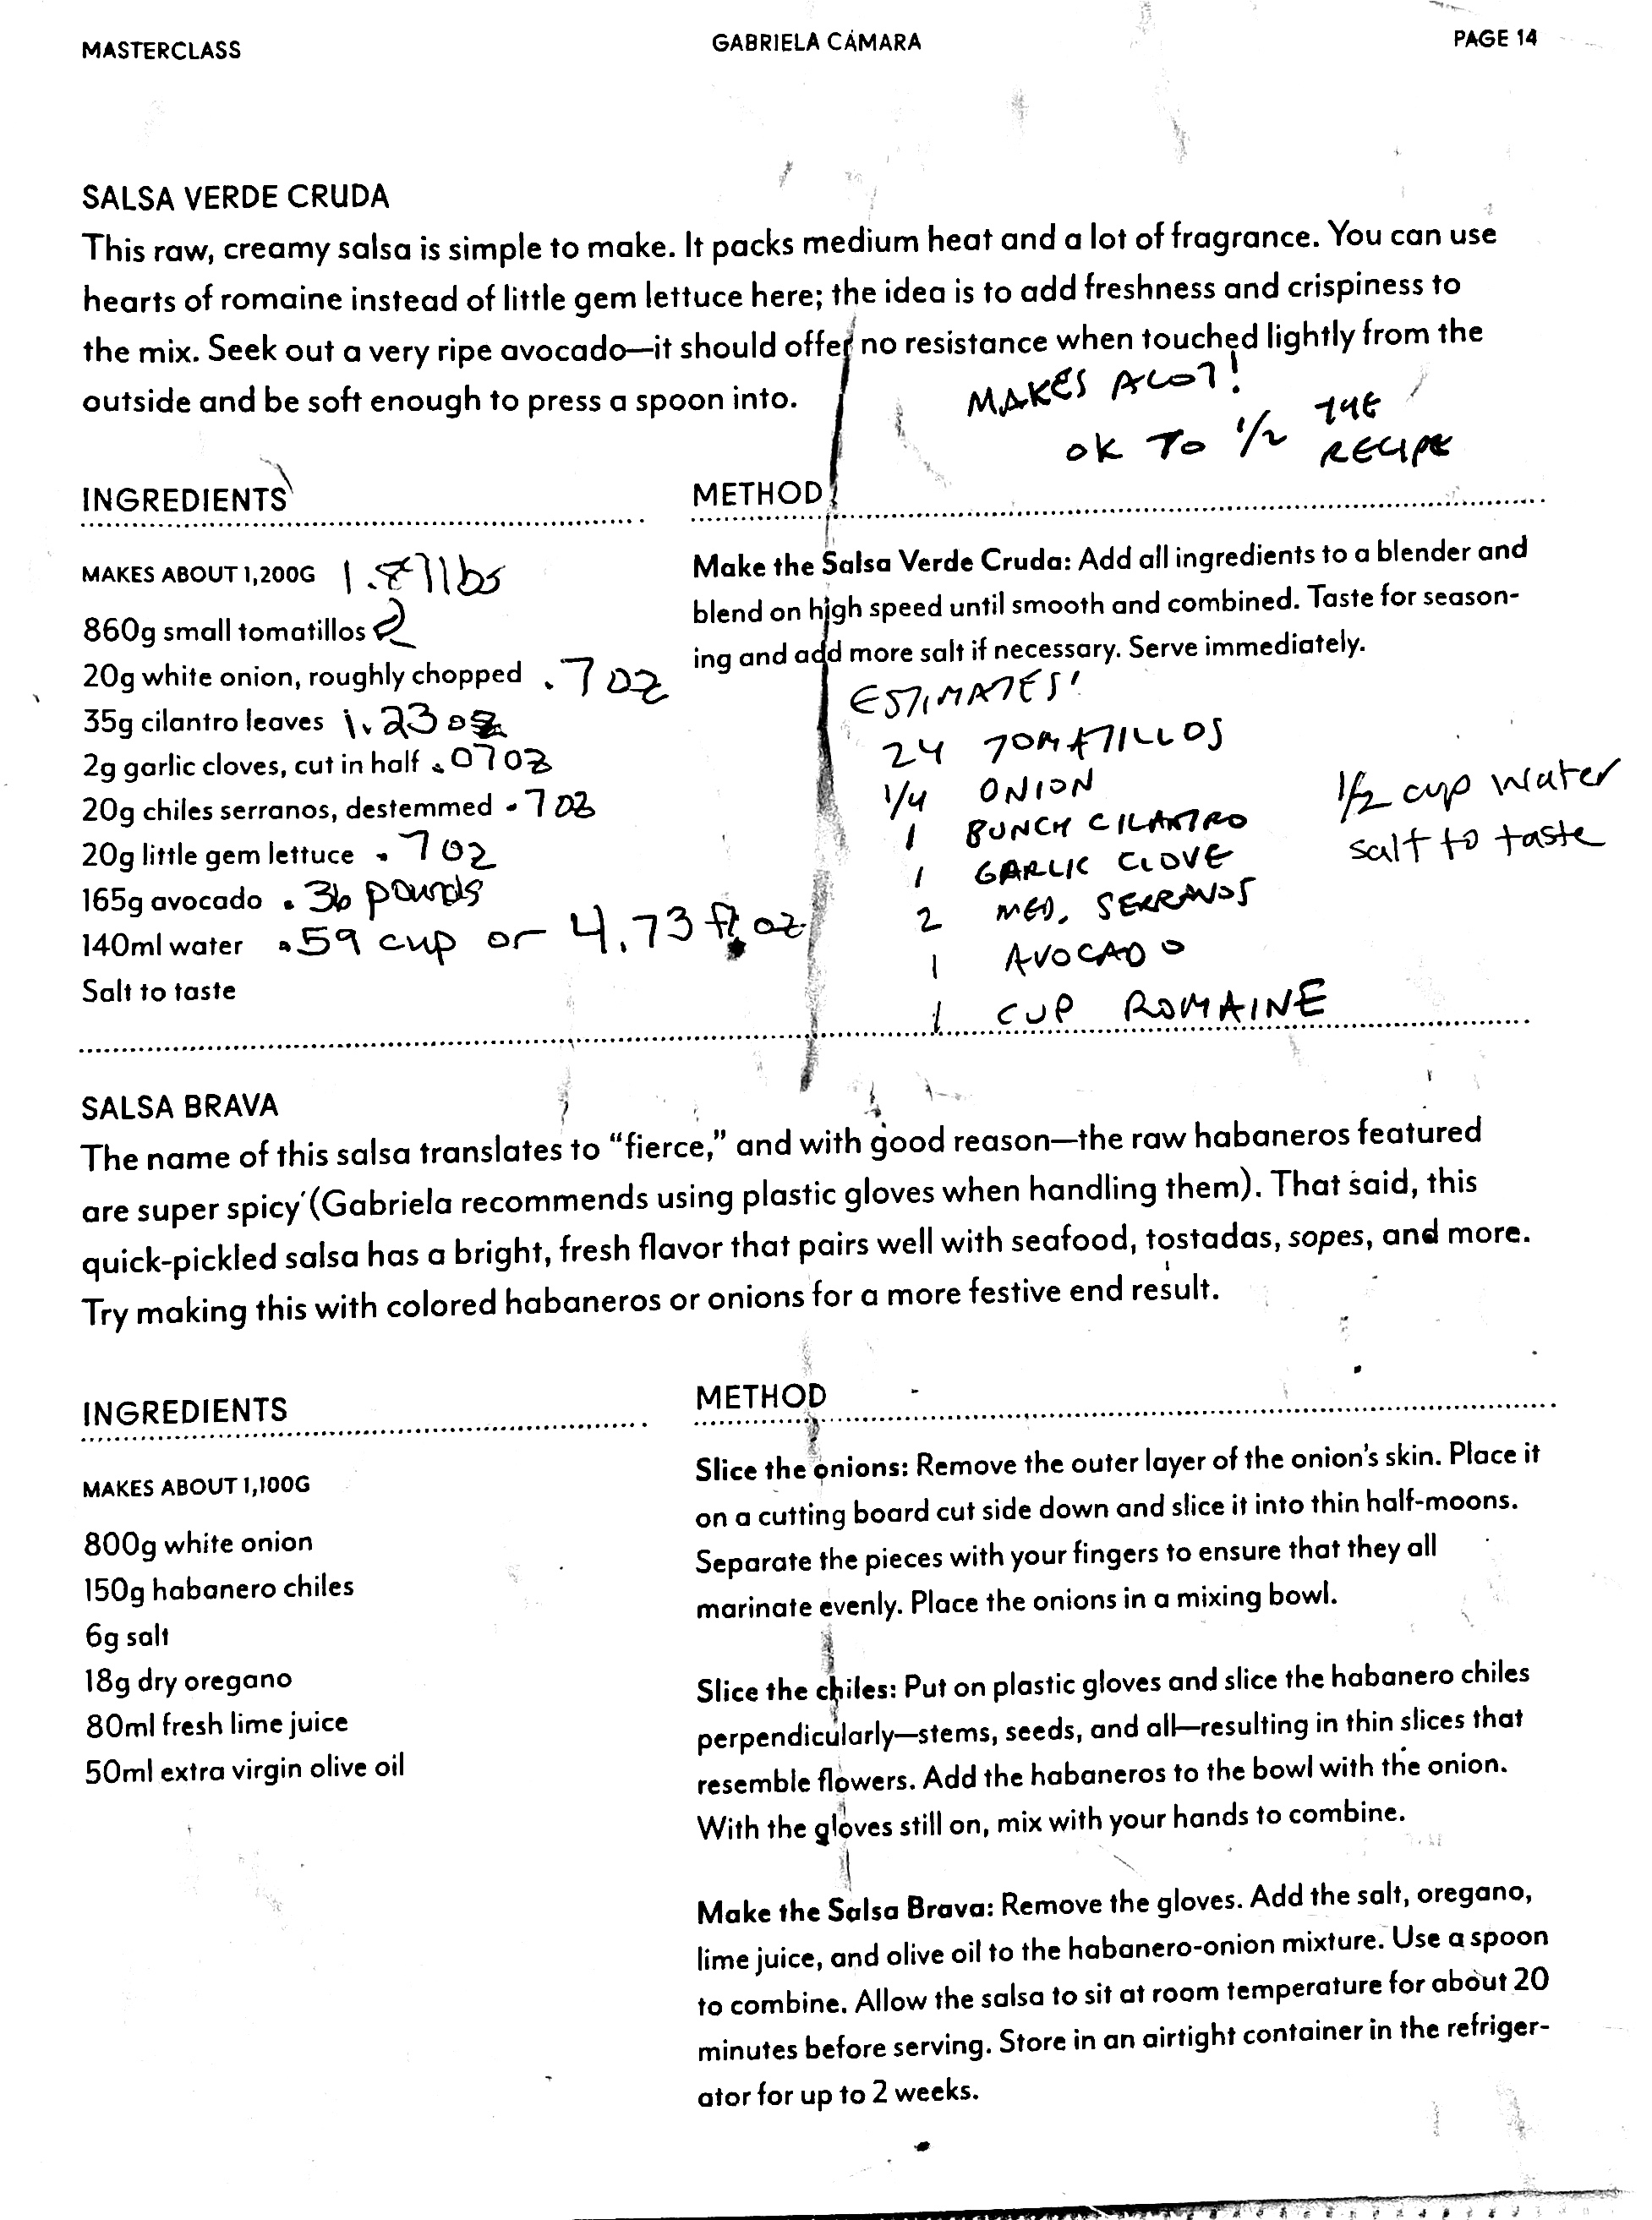 MASTERCLASS GABRIELA CÁMARA PAGE 14
SALSA VERDE CRUDA
This raw, creamy salsa is simple to make. It packs medium heat and a lot of fragrance. You can use
hearts of romaine instead of little gem lettuce here; the idea is to add freshness and crispiness to
the mix. Seek out a very ripe avocado—it should offer no resistance when touched lightly from the
outside and be soft enough to press a spoon into.
MAKES ALOT!
OK TO 1/2 THE
RECIPE
INGREDIENTS
MAKES ABOUT 1,200G 1.87 lbs
860g small tomatillos
20g white onion, roughly chopped .7 oz
35g cilantro leaves 1.23 oz
2g garlic cloves, cut in half .07oz
20g chiles serranos, destemmed .7 oz
20g little gem lettuce .7 oz
165g avocado .36 pounds
140ml water .59 cup or 4.73 fl. oz
Salt to taste
METHOD
Make the Salsa Verde Cruda: Add all ingredients to a blender and
blend on high speed until smooth and combined. Taste for season-
ing and add more salt if necessary. Serve immediately.
ESTIMATES'
24 TOMATILLOS
1/4 ONION
1 BUNCH CILANTRO
1 GARLIC CLOVE
2 MED. SERRANOS
1 AVOCADO
1 CUP ROMAINE
1/2 cup water
salt to taste
SALSA BRAVA
The name of this salsa translates to “fierce,” and with good reason—the raw habaneros featured
are super spicy (Gabriela recommends using plastic gloves when handling them). That said, this
quick-pickled salsa has a bright, fresh flavor that pairs well with seafood, tostadas, sopes, and more.
Try making this with colored habaneros or onions for a more festive end result.
INGREDIENTS
MAKES ABOUT 1,100G
800g white onion
150g habanero chiles
6g salt
18g dry oregano
80ml fresh lime juice
50ml extra virgin olive oil
METHOD
Slice the onions: Remove the outer layer of the onion’s skin. Place it
on a cutting board cut side down and slice it into thin half-moons.
Separate the pieces with your fingers to ensure that they all
marinate evenly. Place the onions in a mixing bowl.
Slice the chiles: Put on plastic gloves and slice the habanero chiles
perpendicularly—stems, seeds, and all—resulting in thin slices that
resemble flowers. Add the habaneros to the bowl with the onion.
With the gloves still on, mix with your hands to combine.
Make the Salsa Brava: Remove the gloves. Add the salt, oregano,
lime juice, and olive oil to the habanero-onion mixture. Use a spoon
to combine. Allow the salsa to sit at room temperature for about 20
minutes before serving. Store in an airtight container in the refriger-
ator for up to 2 weeks.